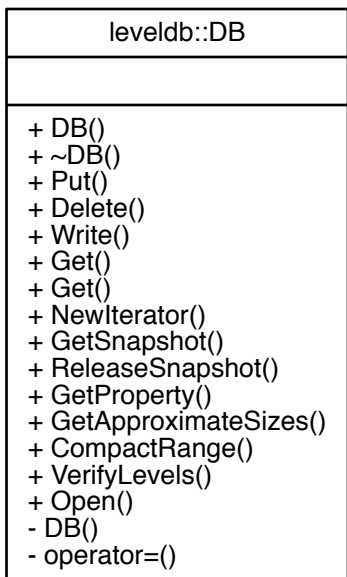 leveldb::DB
+ DB()
+ ~DB()
+ Put()
+ Delete()
+ Write()
+ Get()
+ Get()
+ NewIterator()
+ GetSnapshot()
+ ReleaseSnapshot()
+ GetProperty()
+ GetApproximateSizes()
+ CompactRange()
+ VerifyLevels()
+ Open()
- DB()
- operator=()